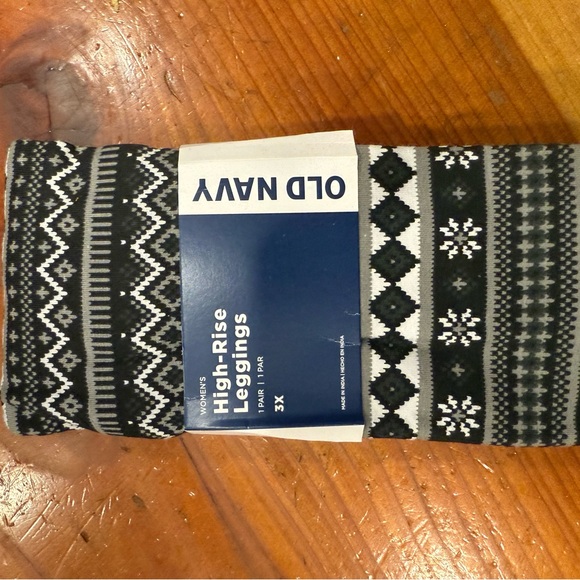 OLD NAVY
WOMEN'S
High-Rise
Leggings
1 PAIR | 1 PAR
3X
MADE IN INDIA | HECHO EN INDIA